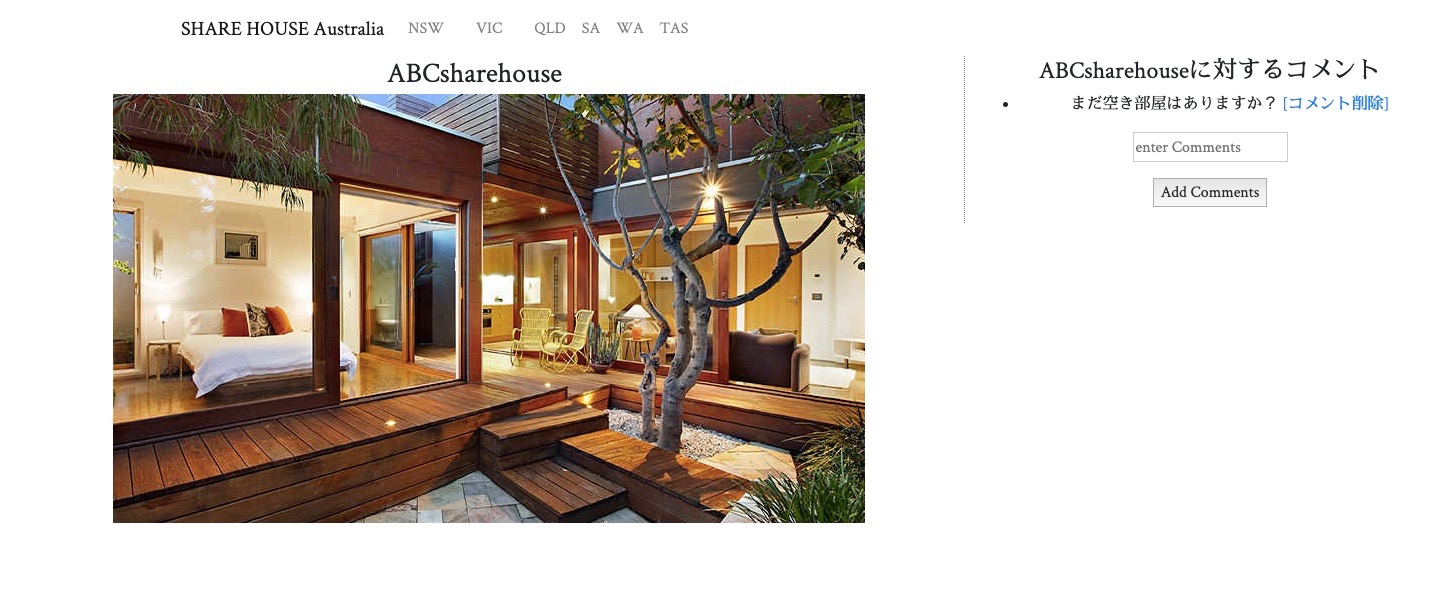 SHARE HOUSE Australia NSW VIC QLD SA WA TAS
ABCsharehouse
ABCsharehouseに対するコメント
まだ空き部屋はありますか？ [コメント削除]
enter Comments
Add Comments